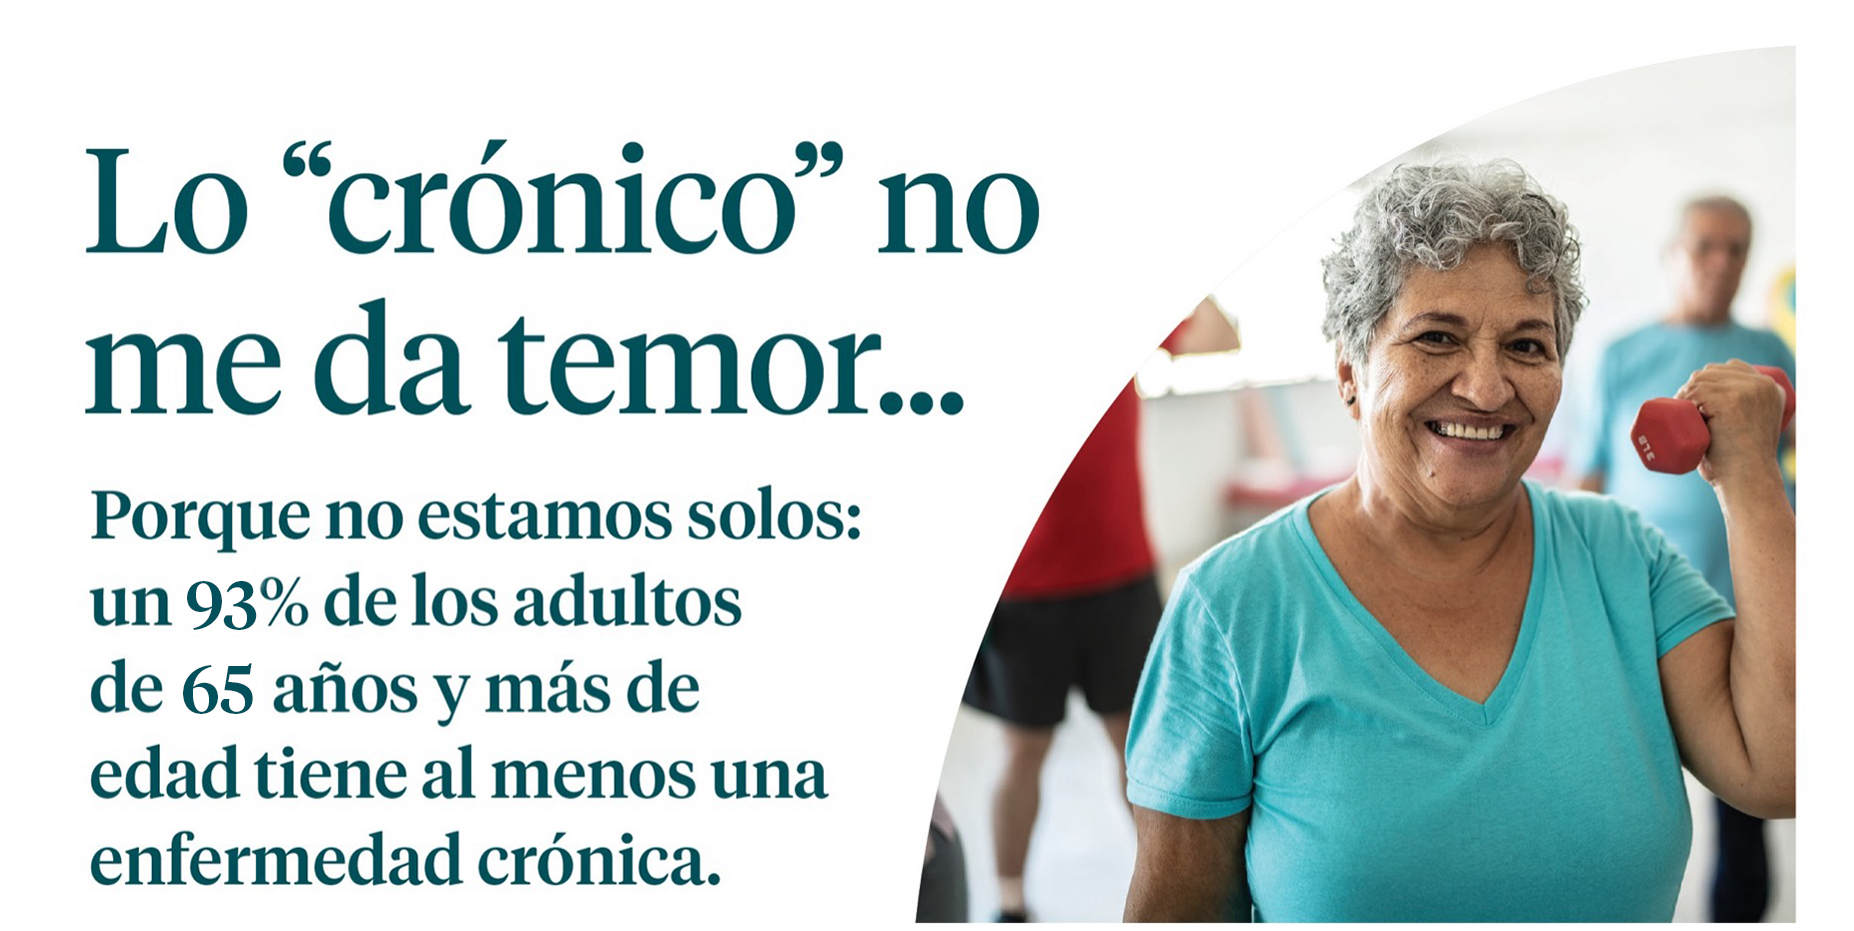 Lo “crónico” no
me da temor...
Porque no estamos solos:
un 93% de los adultos
de 65 años y más de
edad tiene al menos una
enfermedad crónica.
3LB